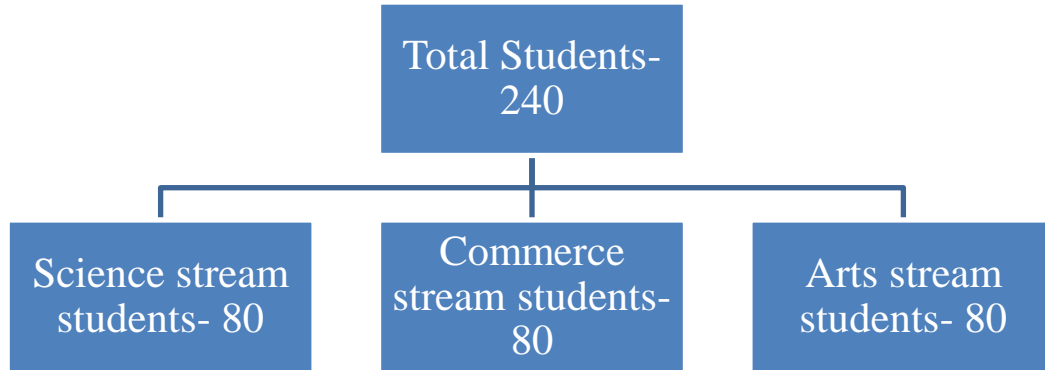 Total Students-
240
Science stream
students- 80
Commerce
stream students-
80
Arts stream
students- 80